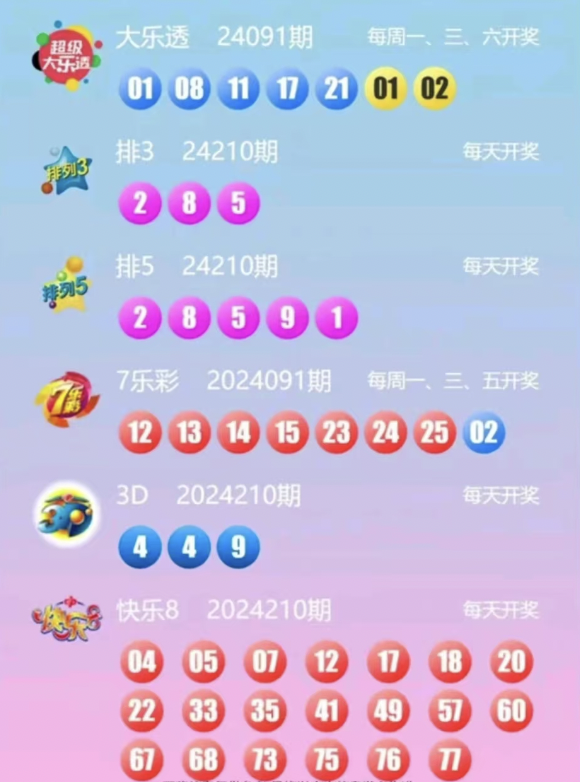 超级
大乐透
大乐透 24091期 每周一、三、六开奖
01 08 11 17 21 01 02
排列3
排3 24210期 每天开奖
2 8 5
排列5
排5 24210期 每天开奖
2 8 5 9 1
7乐彩
7乐彩 2024091期 每周一、三、五开奖
12 13 14 15 23 24 25 02
3D
3D 2024210期 每天开奖
4 4 9
快乐8 2024210期 每天开奖
04 05 07 12 17 18 20
22 33 35 41 49 57 60
67 68 73 75 76 77